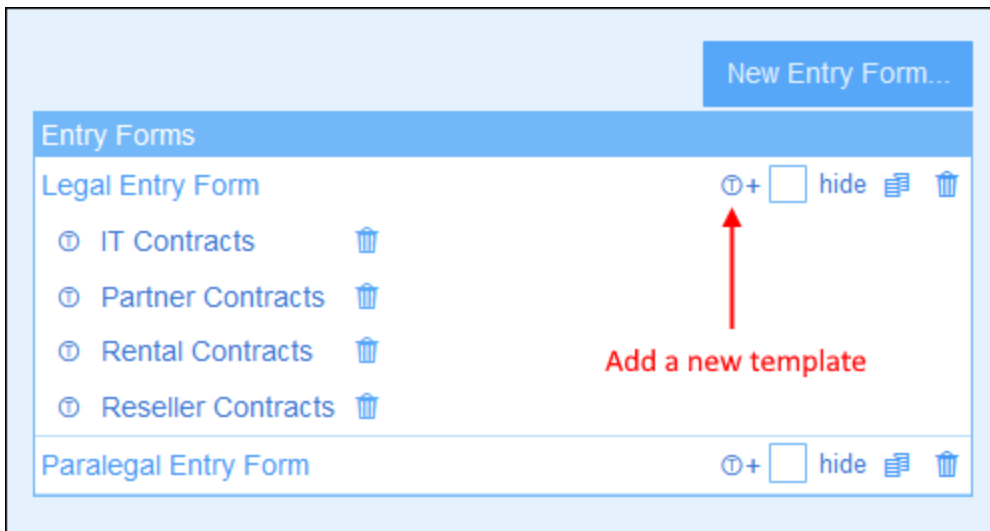 New Entry Form...
Entry Forms
Legal Entry Form Ⓣ+ hide
Ⓣ IT Contracts
Ⓣ Partner Contracts
Ⓣ Rental Contracts
Ⓣ Reseller Contracts
Add a new template
Paralegal Entry Form Ⓣ+ hide